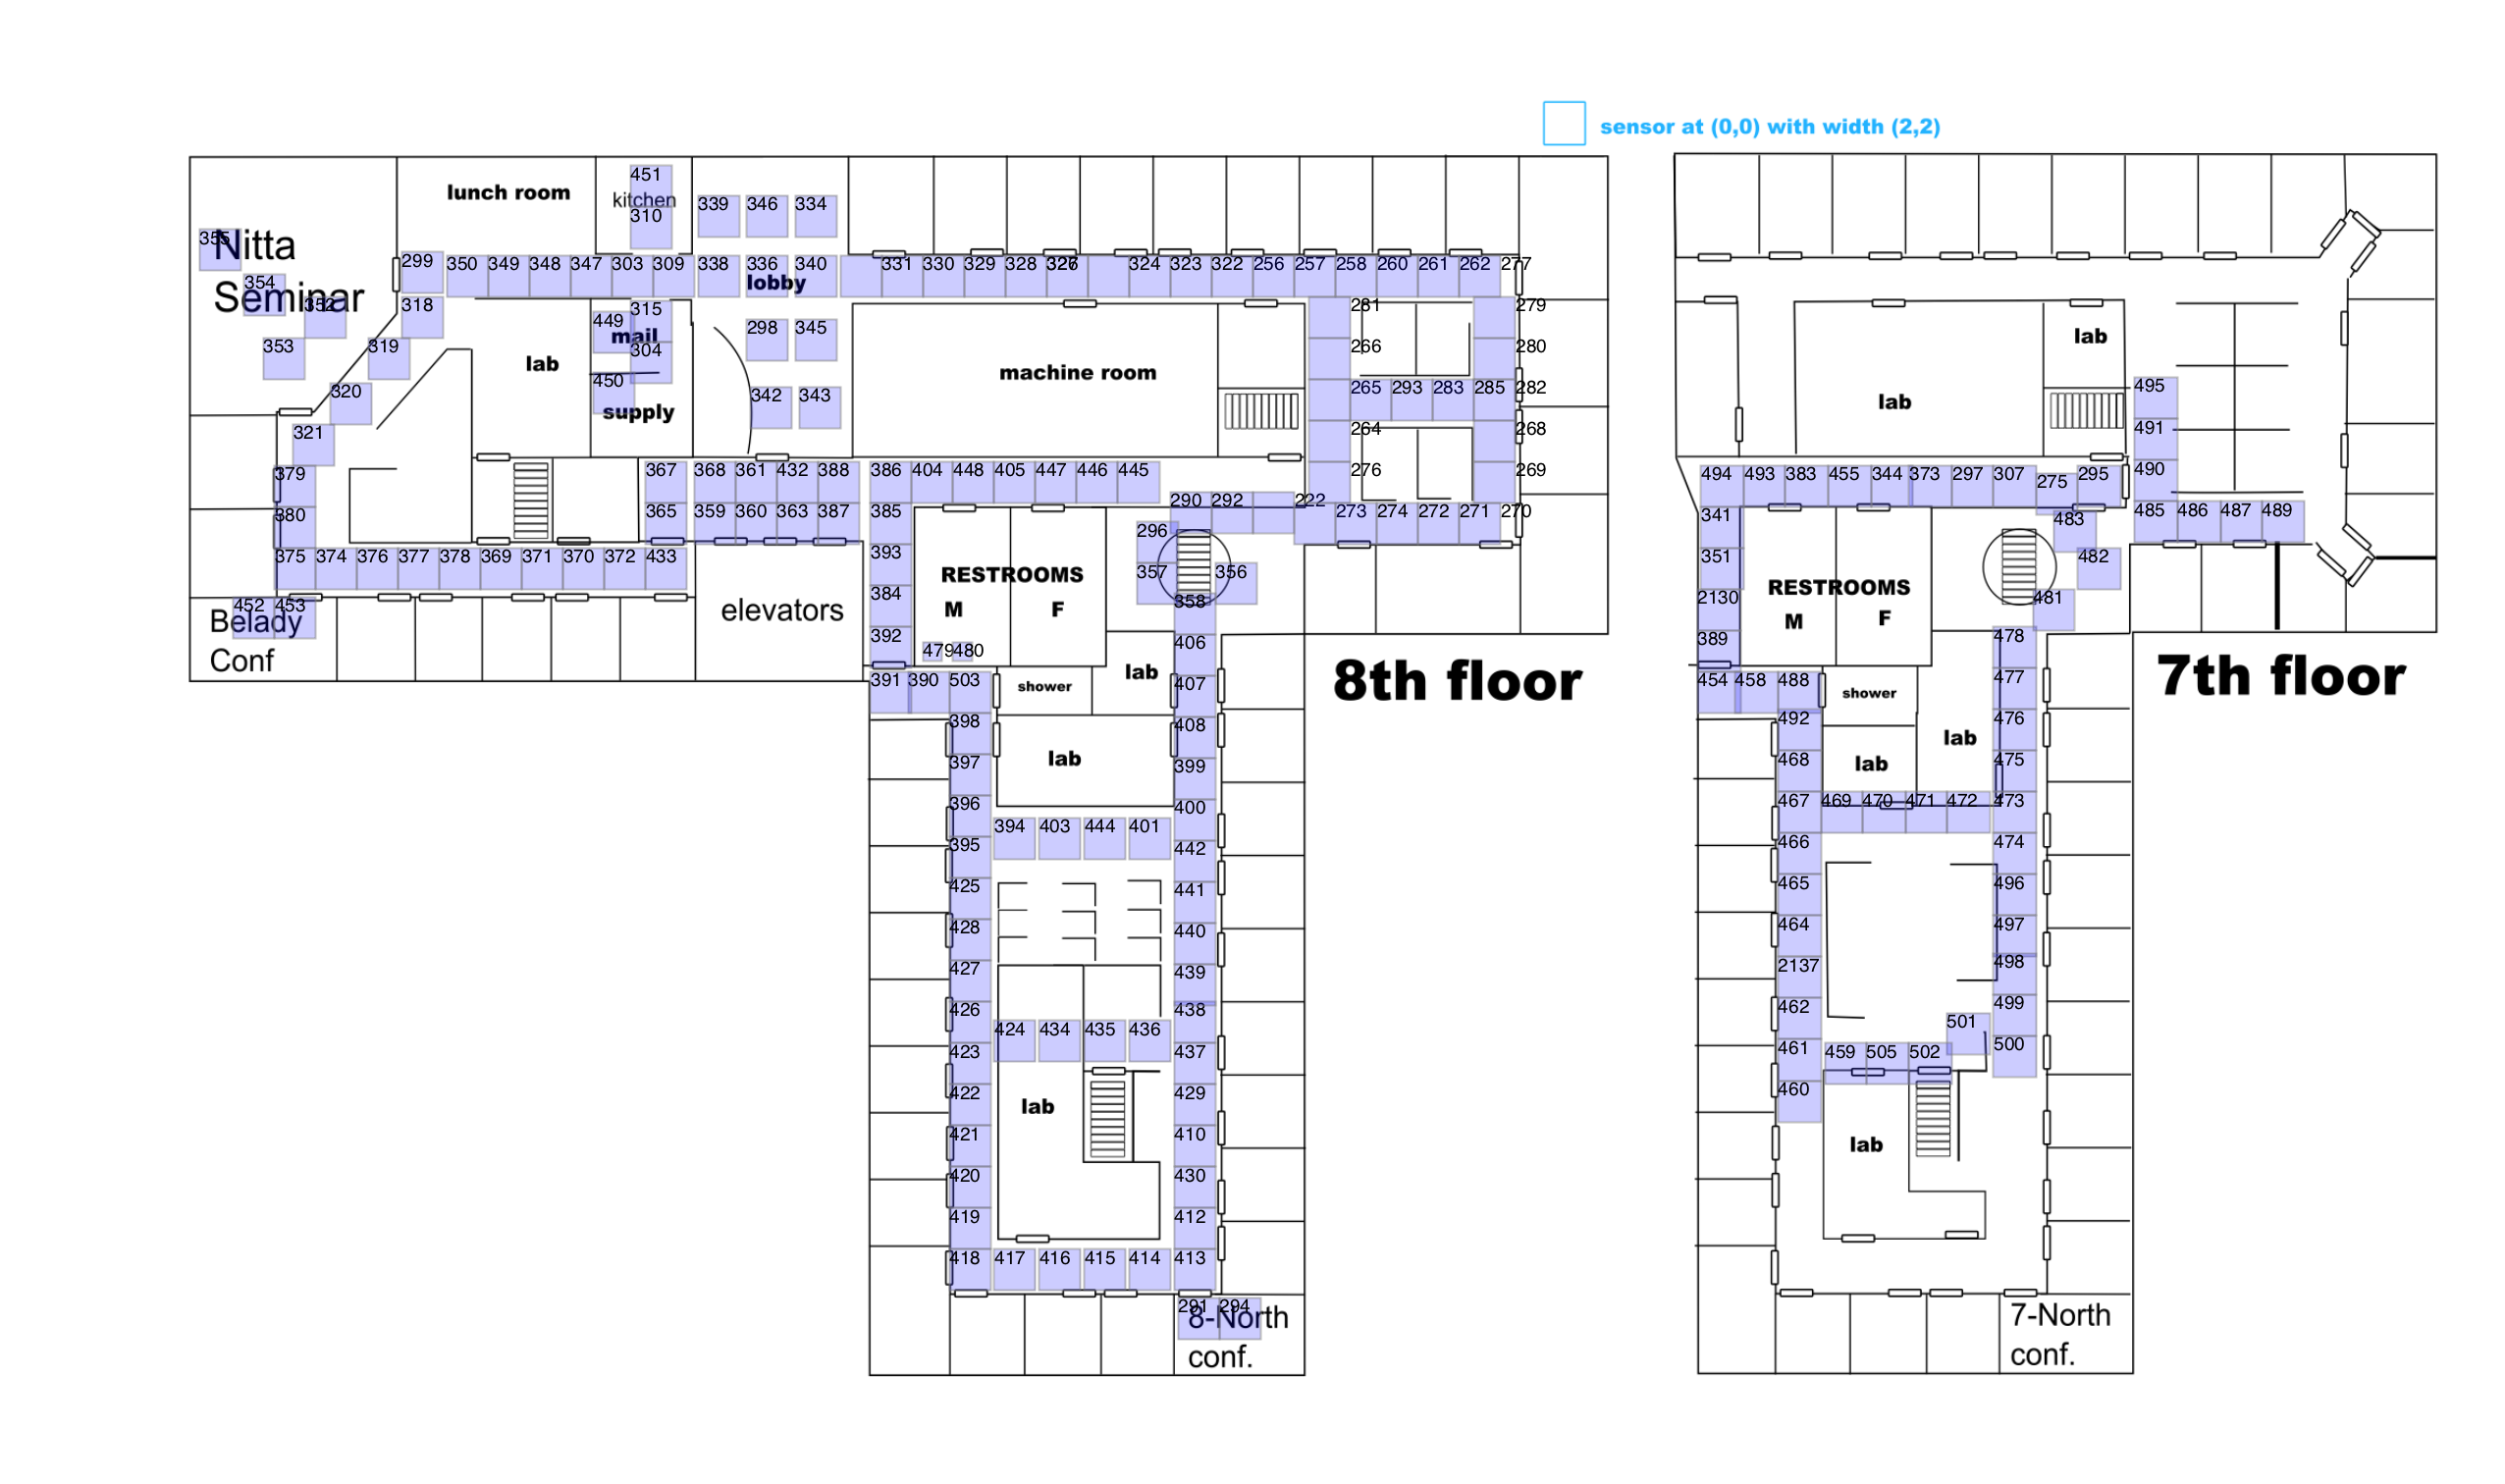 sensor at (0,0) with width (2,2)
451
lunch room
kitchen
339 346 334
310
355
Nitta
299 350 349 348 347 303 309 338 336 340 331 330 329 328 324 323 322 256 257 258 260 261 262 277
354
lobby
Seminar
352
318
315
281
279
449
298 345
mail
353
319
304
266
280
lab
machine room
450
320
342 343
265 293 283 285 282
supply
321
264
268
379
367 368 361 432 388 386 404 448 405 447 446 445
276
269
290 292 222
380
365 359 360 363 387 385
273 274 272 271 270
296
375 374 376 377 378 369 371 370 372 433
393
357 356
RESTROOMS
384
358
452 453
Belady
elevators
M F
392
406
479 480
Conf
lab
391 390 503
shower
407
8th floor
398
408
lab
397
399
396
400
394 403 444 401
395
442
425
441
428
440
427
439
426
438
424 434 435 436
423
437
422
429
lab
421
410
420
430
419
412
418 417 416 415 414 413
291 294
8-North
conf.
lab
495
lab
491
494 493 383 455 344 373 297 307 275 295
490
341
483
485 486 487 489
351
482
RESTROOMS
2130
481
M F
389
478
454 458 488
shower
477
7th floor
492
476
lab
468
lab
475
467 469 470 471 472 473
466
474
465
496
464
497
2137
498
462
499
501
461
459 505 502
500
460
lab
7-North
conf.